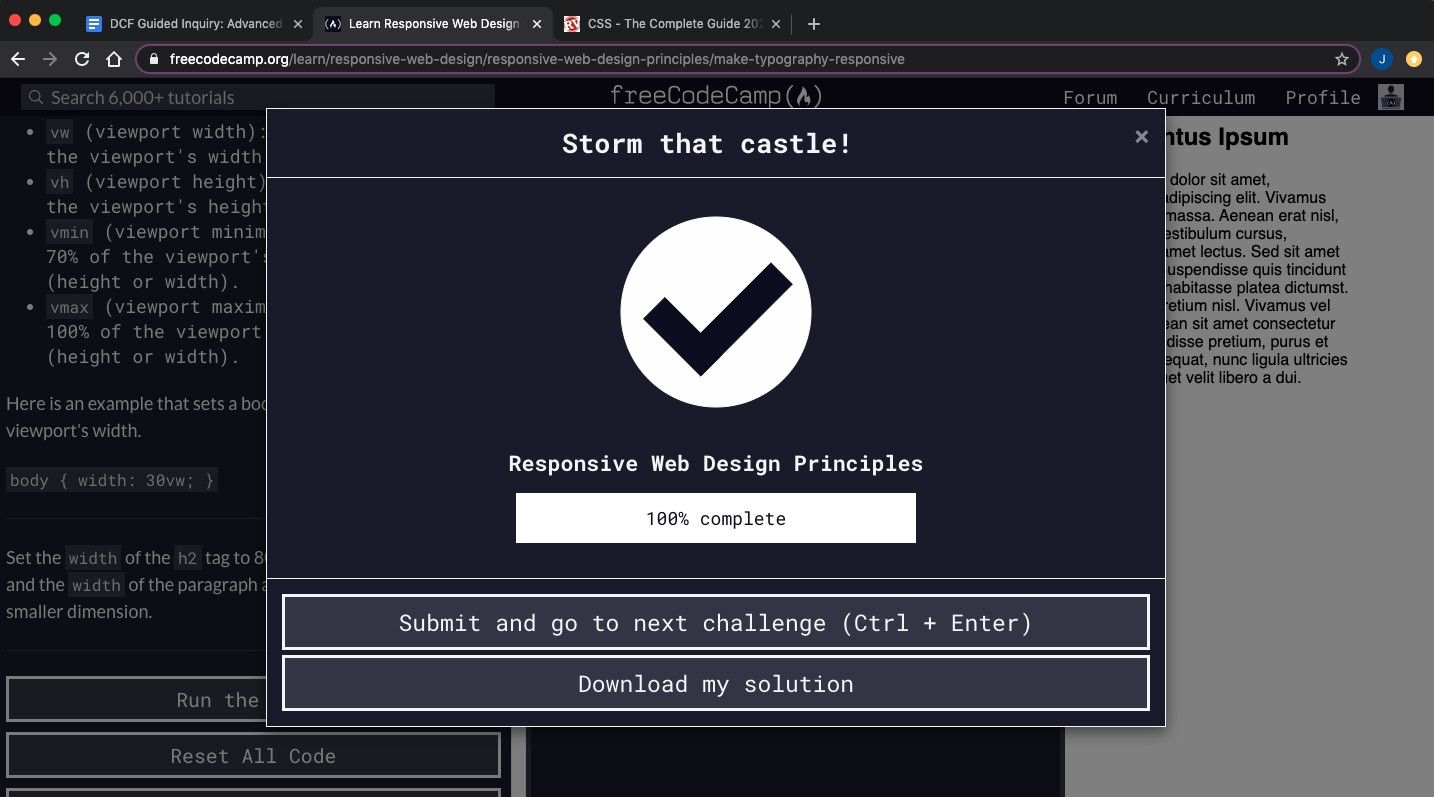 DCF Guided Inquiry: Advanced
Learn Responsive Web Design
CSS - The Complete Guide 202
freecodecamp.org/learn/responsive-web-design/responsive-web-design-principles/make-typography-responsive
J
Search 6,000+ tutorials
freeCodeCamp
Forum
Curriculum
Profile
vw (viewport width):
the viewport's width
vh (viewport height)
the viewport's height
vmin (viewport minim
70% of the viewport's
(height or width).
vmax (viewport maxim
100% of the viewport
(height or width).
Here is an example that sets a bod
viewport's width.
body { width: 30vw; }
Set the width of the h2 tag to 80
and the width of the paragraph a
smaller dimension.
Run the
Reset All Code
Storm that castle!
×
Responsive Web Design Principles
100% complete
Submit and go to next challenge (Ctrl + Enter)
Download my solution
ntus Ipsum
dolor sit amet,
adipiscing elit. Vivamus
massa. Aenean erat nisl,
estibulum cursus,
amet lectus. Sed sit amet
uspendisse quis tincidunt
habitasse platea dictumst.
retium nisl. Vivamus vel
ean sit amet consectetur
disse pretium, purus et
equat, nunc ligula ultricies
et velit libero a dui.